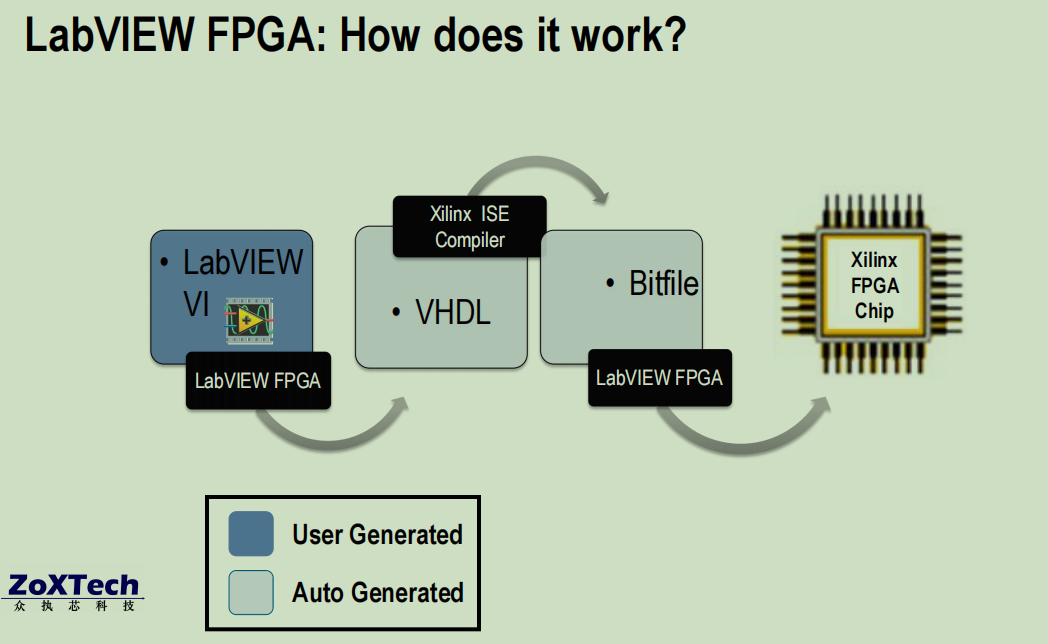 LabVIEW FPGA: How does it work?
Xilinx ISE
Compiler
• LabVIEW
VI
LabVIEW FPGA
• VHDL
• Bitfile
LabVIEW FPGA
Xilinx
FPGA
Chip
User Generated
Auto Generated
ZoXTech
众执芯科技